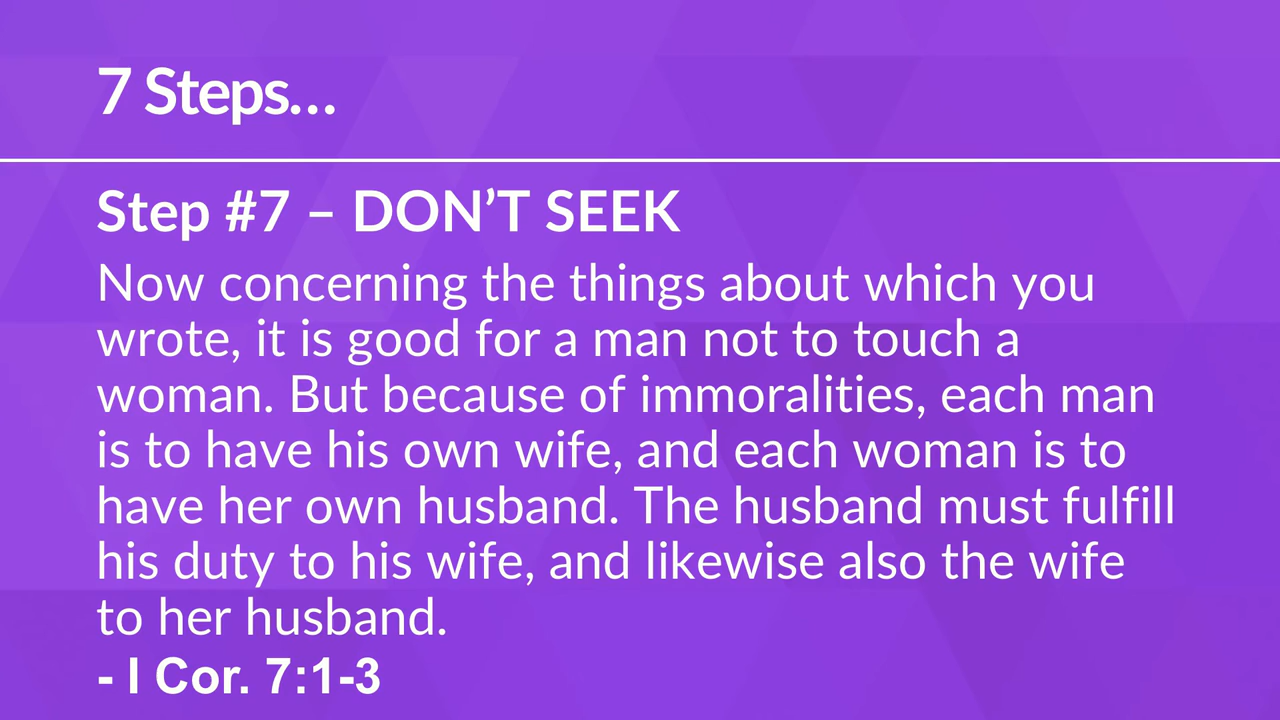 7 Steps...
Step #7 – DON’T SEEK
Now concerning the things about which you
wrote, it is good for a man not to touch a
woman. But because of immoralities, each man
is to have his own wife, and each woman is to
have her own husband. The husband must fulfill
his duty to his wife, and likewise also the wife
to her husband.
- I Cor. 7:1-3